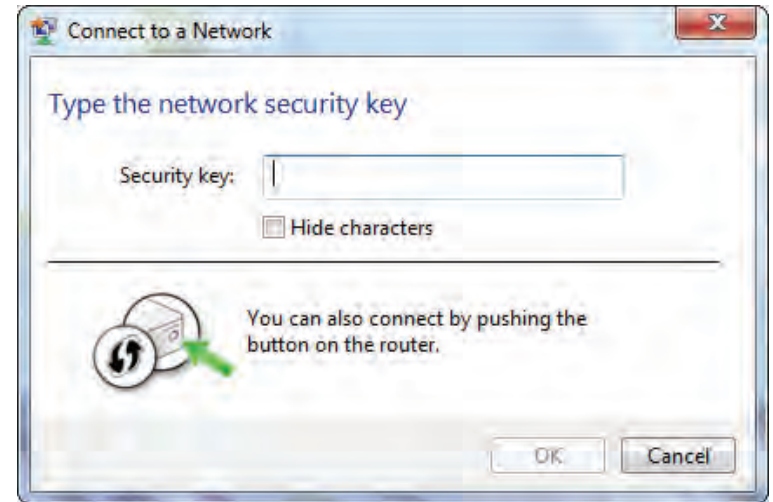 Connect to a Network
Type the network security key
Security key:
Hide characters
You can also connect by pushing the
button on the router.
OK
Cancel